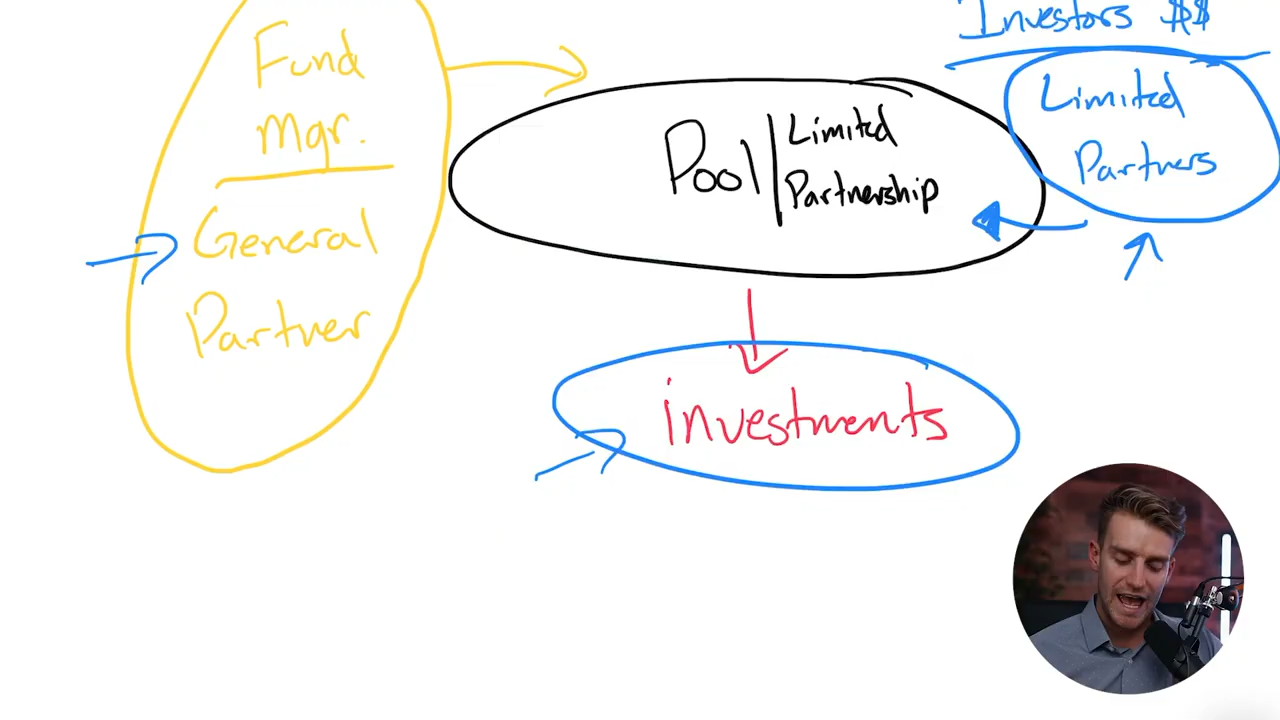 Fund
mgr.
General
Partner
Pool
Limited
Partnership
Investors $$
Limited
Partners
investments